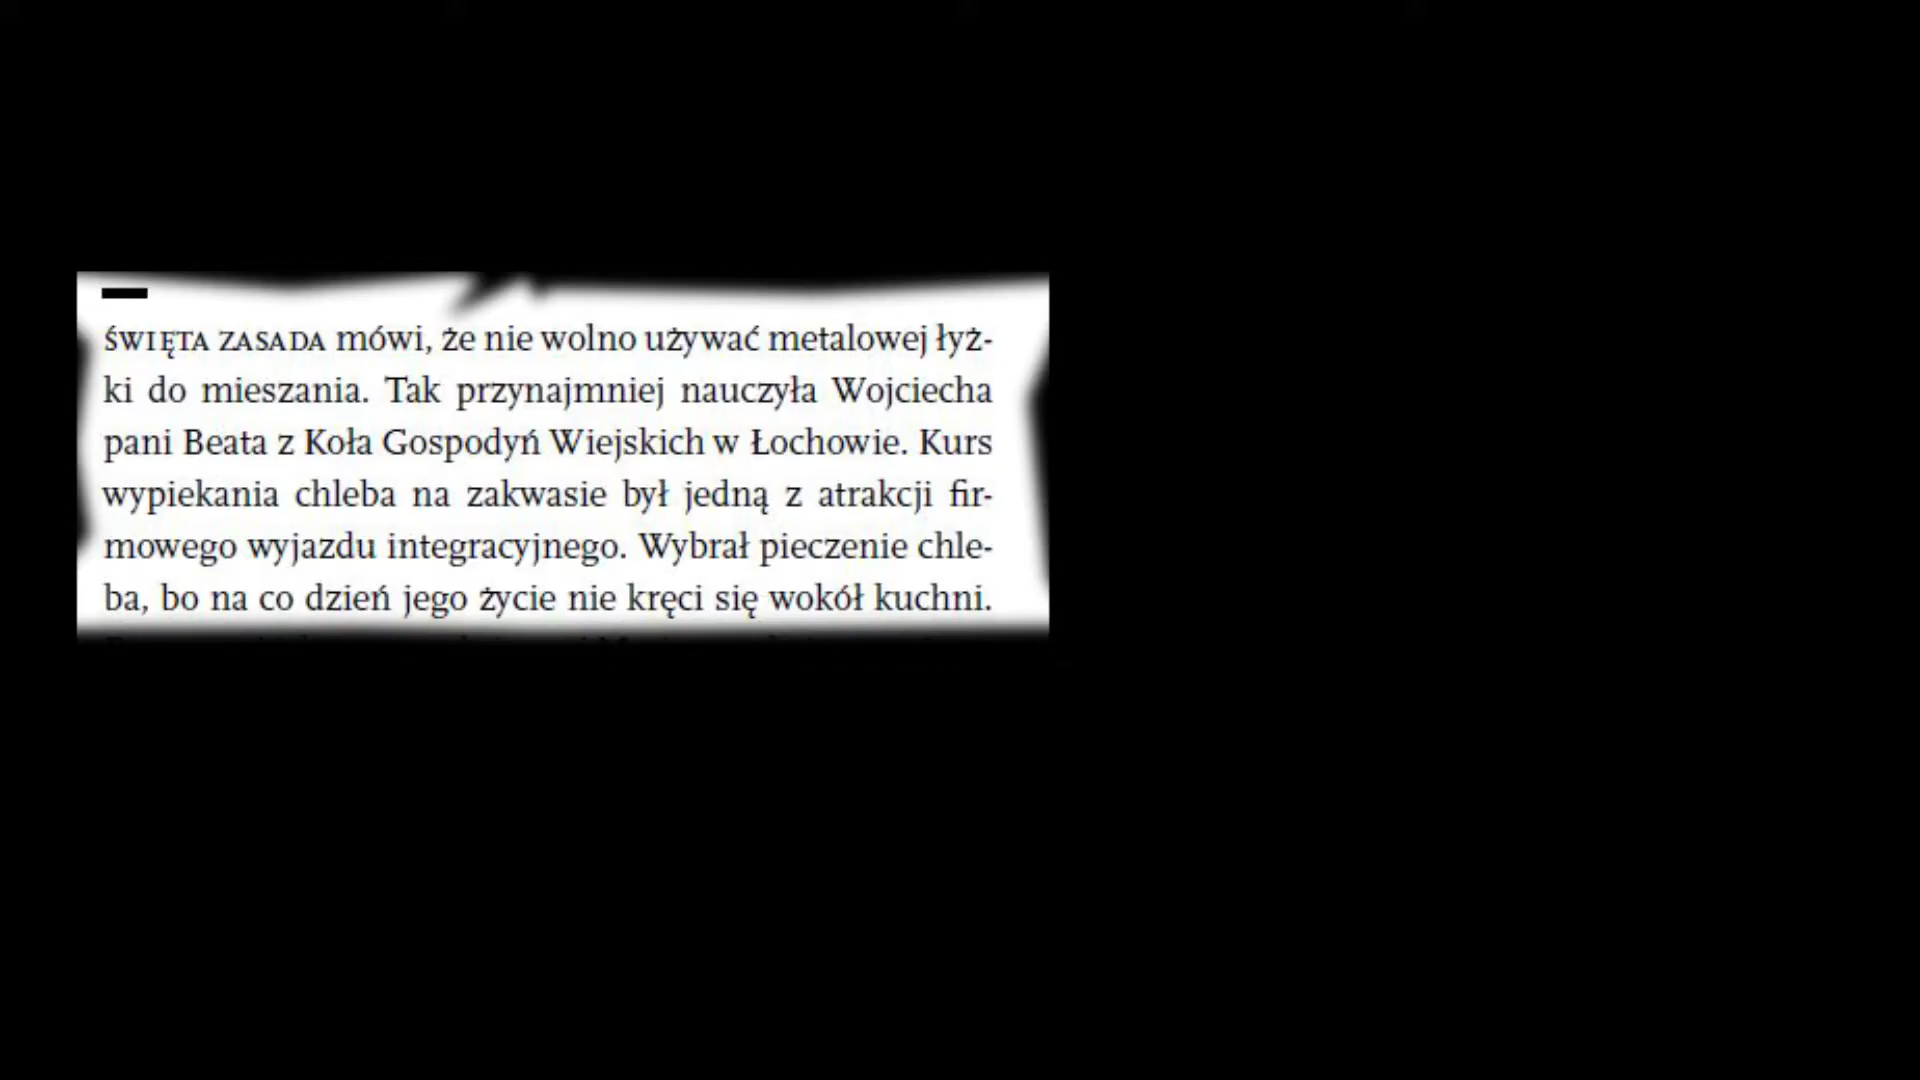 ŚWIĘTA ZASADA mówi, że nie wolno używać metalowej łyż-
ki do mieszania. Tak przynajmniej nauczyła Wojciecha
pani Beata z Koła Gospodyń Wiejskich w Łochowie. Kurs
wypiekania chleba na zakwasie był jedną z atrakcji fir-
mowego wyjazdu integracyjnego. Wybrał pieczenie chle-
ba, bo na co dzień jego życie nie kręci się wokół kuchni.